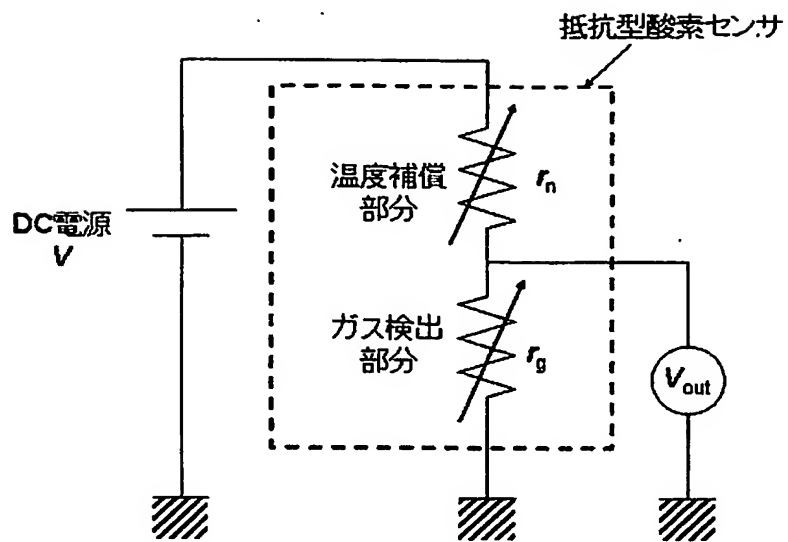 抵抗型酸素センサ
温度補償
部分
rn
DC電源
V
ガス検出
部分
rg
Vout